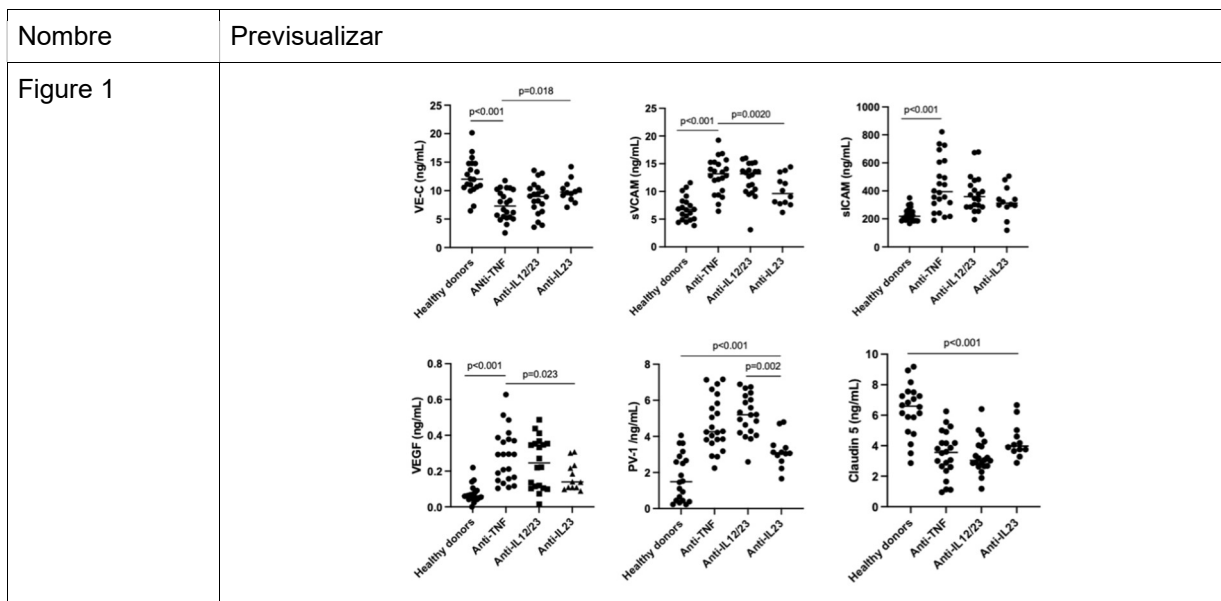 Nombre
Previsualizar
Figure 1
p=0.018
p<0.001
25
20
15
10
5
0
VE-C (ng/mL)
Healthy donors
ANti-TNF
Anti-IL12/23
Anti-IL23
p<0.001
p=0.0020
25
20
15
10
5
0
sVCAM (ng/mL)
Healthy donors
Anti-TNF
Anti-IL12/23
Anti-IL23
p<0.001
1000
800
600
400
200
0
sICAM (ng/mL)
Healthy donors
Anti-TNF
Anti-IL12/23
Anti-IL23
p<0.001
p=0.023
0.8
0.6
0.4
0.2
0.0
VEGF (ng/mL)
Healthy donors
Anti-TNF
Anti-IL12/23
Anti-IL23
p<0.001
p=0.002
8
6
4
2
0
PV-1 /ng/mL)
Healthy donors
Anti-TNF
Anti-IL12/23
Anti-IL23
p<0.001
10
8
6
4
2
0
Claudin 5 (ng/mL)
Healthy donors
Anti-TNF
Anti-IL12/23
Anti-IL23